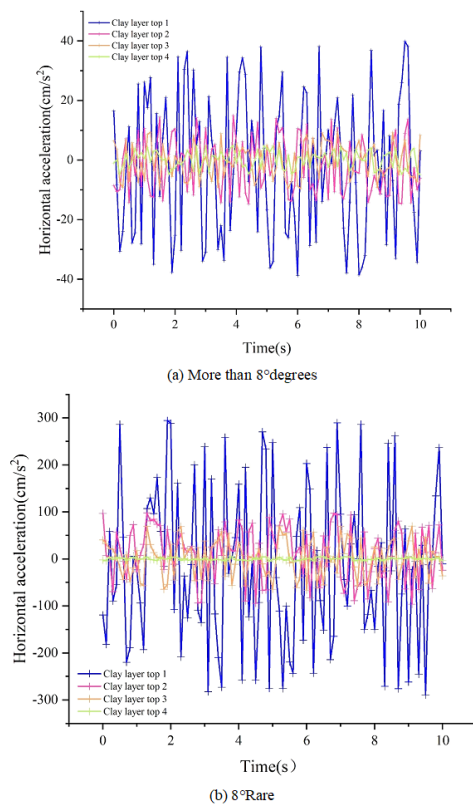 Clay layer top 1
Clay layer top 2
Clay layer top 3
Clay layer top 4
40
20
0
-20
-40
Horizontal acceleration(cm/s²)
0 2 4 6 8 10
Time(s)
(a) More than 8°degrees
300
200
100
0
-100
-200
-300
Horizontal acceleration(cm/s²)
Clay layer top 1
Clay layer top 2
Clay layer top 3
Clay layer top 4
0 2 4 6 8 10
Time(s）
(b) 8°Rare